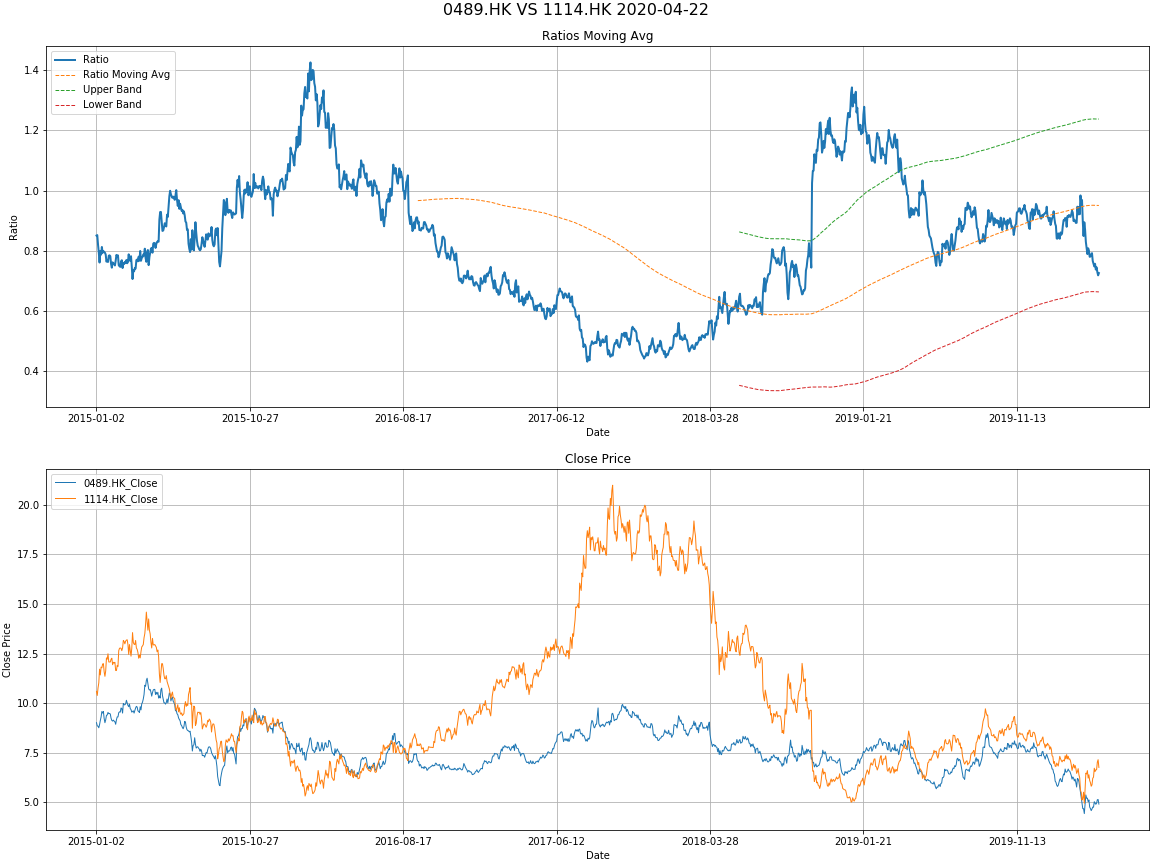 0489.HK VS 1114.HK 2020-04-22
Ratios Moving Avg
Ratio
Ratio Moving Avg
Upper Band
Lower Band
1.4
1.2
1.0
0.8
0.6
0.4
Ratio
2015-01-02 2015-10-27 2016-08-17 2017-06-12 2018-03-28 2019-01-21 2019-11-13
Date
Close Price
0489.HK_Close
1114.HK_Close
20.0
17.5
15.0
12.5
10.0
7.5
5.0
Close Price
2015-01-02 2015-10-27 2016-08-17 2017-06-12 2018-03-28 2019-01-21 2019-11-13
Date